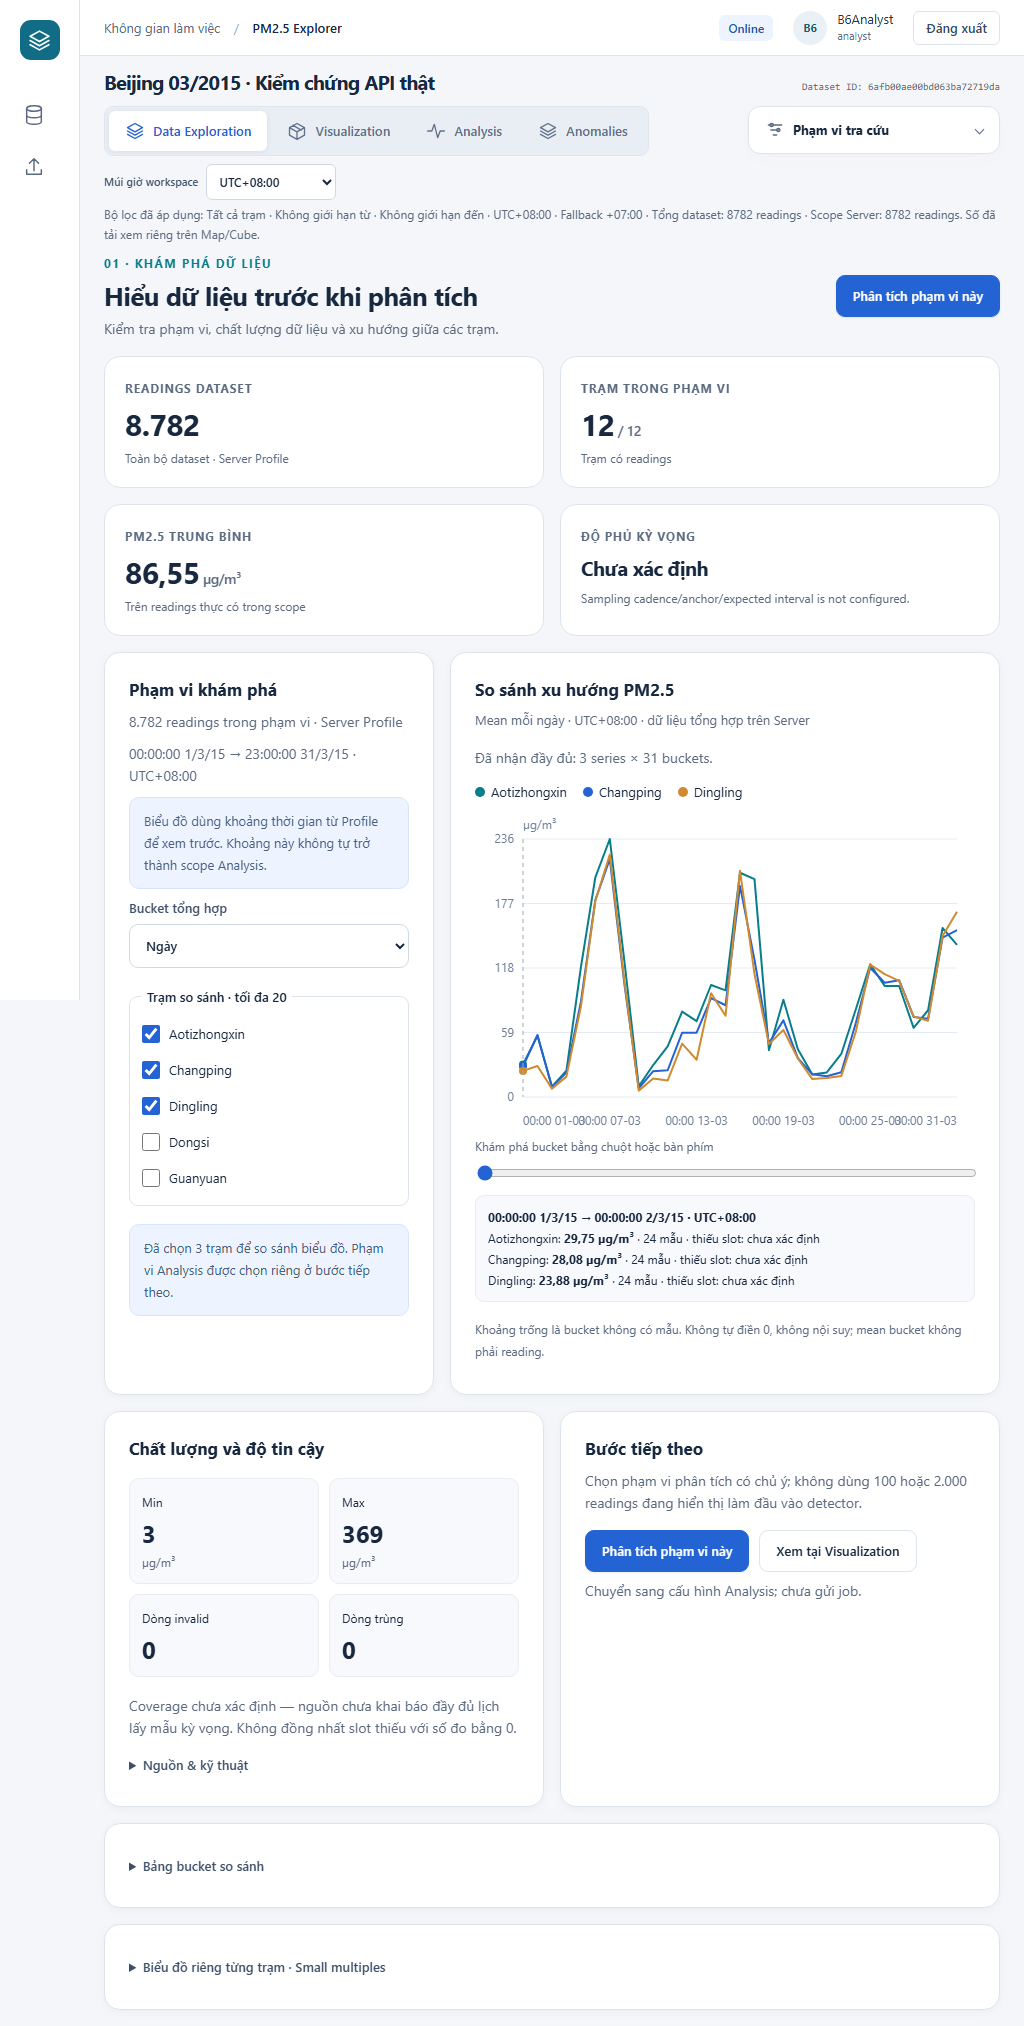 Không gian làm việc / PM2.5 Explorer
Online
B6
B6Analyst
analyst
Đăng xuất
Beijing 03/2015 · Kiểm chứng API thật
Dataset ID: 6afb00ae00bd063ba72719da
Data Exploration
Visualization
Analysis
Anomalies
Phạm vi tra cứu
Múi giờ workspace
UTC+08:00
Bộ lọc đã áp dụng: Tất cả trạm · Không giới hạn từ · Không giới hạn đến · UTC+08:00 · Fallback +07:00 · Tổng dataset: 8782 readings · Scope Server: 8782 readings. Số đã
tải xem riêng trên Map/Cube.
01 · KHÁM PHÁ DỮ LIỆU
Hiểu dữ liệu trước khi phân tích
Phân tích phạm vi này
Kiểm tra phạm vi, chất lượng dữ liệu và xu hướng giữa các trạm.
READINGS DATASET
8.782
Toàn bộ dataset · Server Profile
TRẠM TRONG PHẠM VI
12 / 12
Trạm có readings
PM2.5 TRUNG BÌNH
86,55 µg/m³
Trên readings thực có trong scope
ĐỘ PHỦ KỲ VỌNG
Chưa xác định
Sampling cadence/anchor/expected interval is not configured.
Phạm vi khám phá
8.782 readings trong phạm vi · Server Profile
00:00:00 1/3/15 → 23:00:00 31/3/15 ·
UTC+08:00
Biểu đồ dùng khoảng thời gian từ Profile
để xem trước. Khoảng này không tự trở
thành scope Analysis.
Bucket tổng hợp
Ngày
Trạm so sánh · tối đa 20
Aotizhongxin
Changping
Dingling
Dongsi
Guanyuan
Đã chọn 3 trạm để so sánh biểu đồ. Phạm
vi Analysis được chọn riêng ở bước tiếp
theo.
So sánh xu hướng PM2.5
Mean mỗi ngày · UTC+08:00 · dữ liệu tổng hợp trên Server
Đã nhận đầy đủ: 3 series × 31 buckets.
Aotizhongxin
Changping
Dingling
µg/m³
236
177
118
59
0
00:00 01-03
00:00 07-03
00:00 13-03
00:00 19-03
00:00 25-03
00:00 31-03
Khám phá bucket bằng chuột hoặc bàn phím
00:00:00 1/3/15 → 00:00:00 2/3/15 · UTC+08:00
Aotizhongxin: 29,75 µg/m³ · 24 mẫu · thiếu slot: chưa xác định
Changping: 28,08 µg/m³ · 24 mẫu · thiếu slot: chưa xác định
Dingling: 23,88 µg/m³ · 24 mẫu · thiếu slot: chưa xác định
Khoảng trống là bucket không có mẫu. Không tự điền 0, không nội suy; mean bucket không
phải reading.
Chất lượng và độ tin cậy
Min
3
µg/m³
Max
369
µg/m³
Dòng invalid
0
Dòng trùng
0
Coverage chưa xác định — nguồn chưa khai báo đầy đủ lịch
lấy mẫu kỳ vọng. Không đồng nhất slot thiếu với số đo bằng 0.
Nguồn & kỹ thuật
Bước tiếp theo
Chọn phạm vi phân tích có chủ ý; không dùng 100 hoặc 2.000
readings đang hiển thị làm đầu vào detector.
Phân tích phạm vi này
Xem tại Visualization
Chuyển sang cấu hình Analysis; chưa gửi job.
Bảng bucket so sánh
Biểu đồ riêng từng trạm · Small multiples